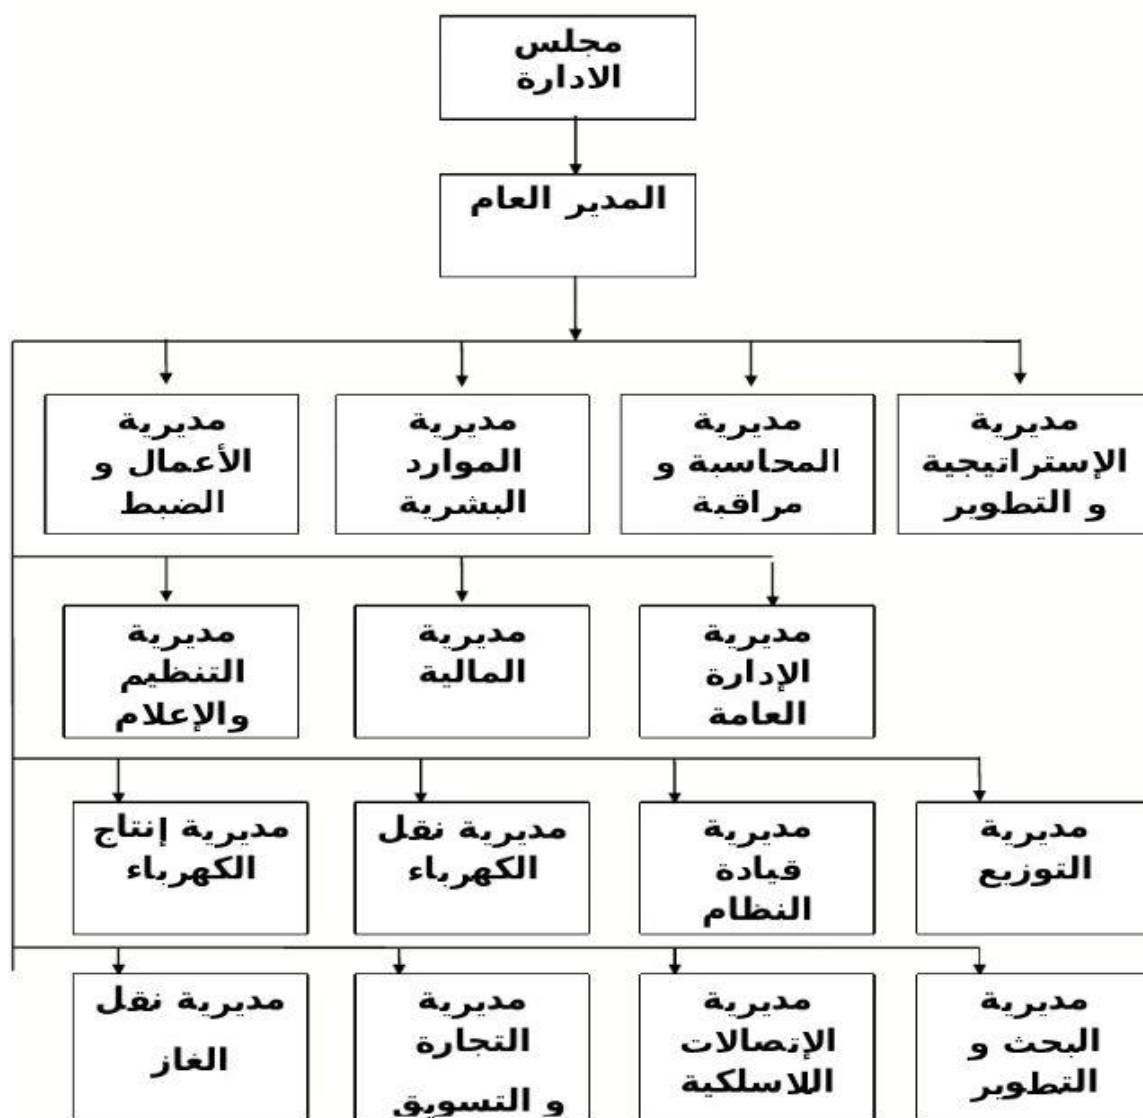 مجلس
الادارة
المدير العام
مديرية
الإستراتيجية
و التطوير
مديرية
المحاسبة و
مراقبة
مديرية
الموارد
البشرية
مديرية
الأعمال و
الضبط
مديرية
الإدارة
العامة
مديرية
المالية
مديرية
التنظيم
والإعلام
مديرية
التوزيع
مديرية
قيادة
النظام
مديرية نقل
الكهرباء
مديرية إنتاج
الكهرباء
مديرية
البحث و
التطوير
مديرية
الإتصالات
اللاسلكية
مديرية
التجارة
و التسويق
مديرية نقل
الغاز